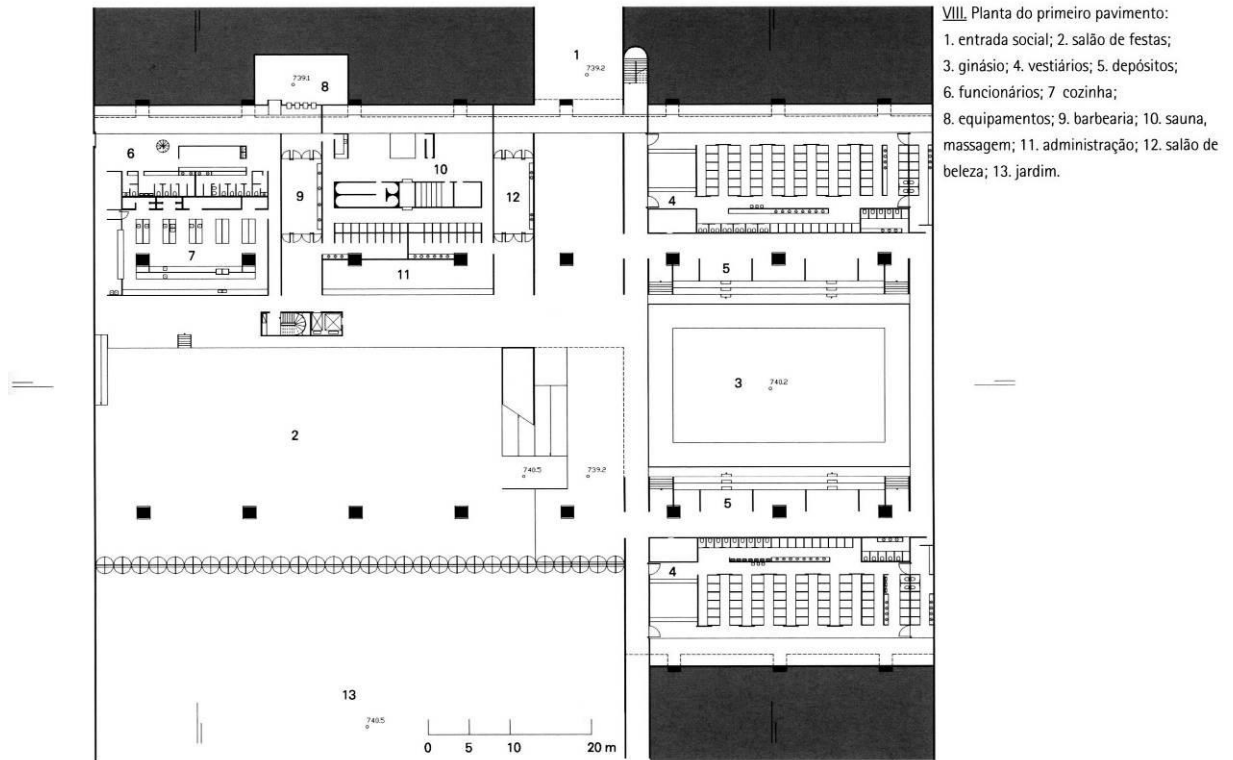 VIII. Planta do primeiro pavimento:
1. entrada social; 2. salão de festas;
3. ginásio; 4. vestiários; 5. depósitos;
6. funcionários; 7 cozinha;
8. equipamentos; 9. barbearia; 10. sauna,
massagem; 11. administração; 12. salão de
beleza; 13. jardim.
1
739.2
739.1
8
6
10
9
12
4
7
11
5
3
740.2
2
740.5
739.2
5
4
13
740.5
0 5 10 20 m